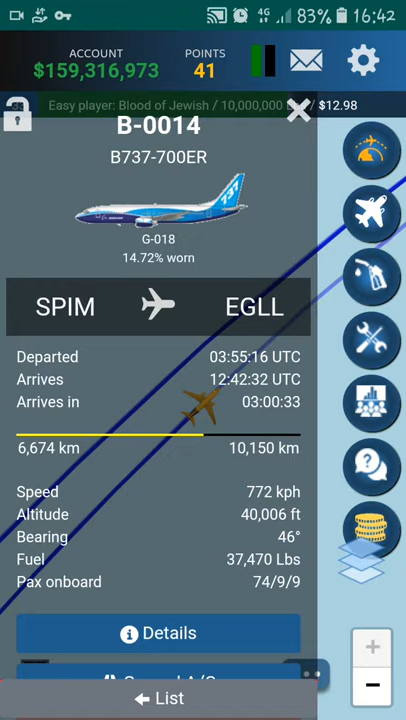 4G 83% 16:42
ACCOUNT
$159,316,973
POINTS
41
Easy player: Blood of Jewish / 10,000,000 / $12.98
B-0014
B737-700ER
G-018
14.72% worn
SPIM EGLL
Departed 03:55:16 UTC
Arrives 12:42:32 UTC
Arrives in 03:00:33
6,674 km 10,150 km
Speed 772 kph
Altitude 40,006 ft
Bearing 46°
Fuel 37,470 Lbs
Pax onboard 74/9/9
Details
List